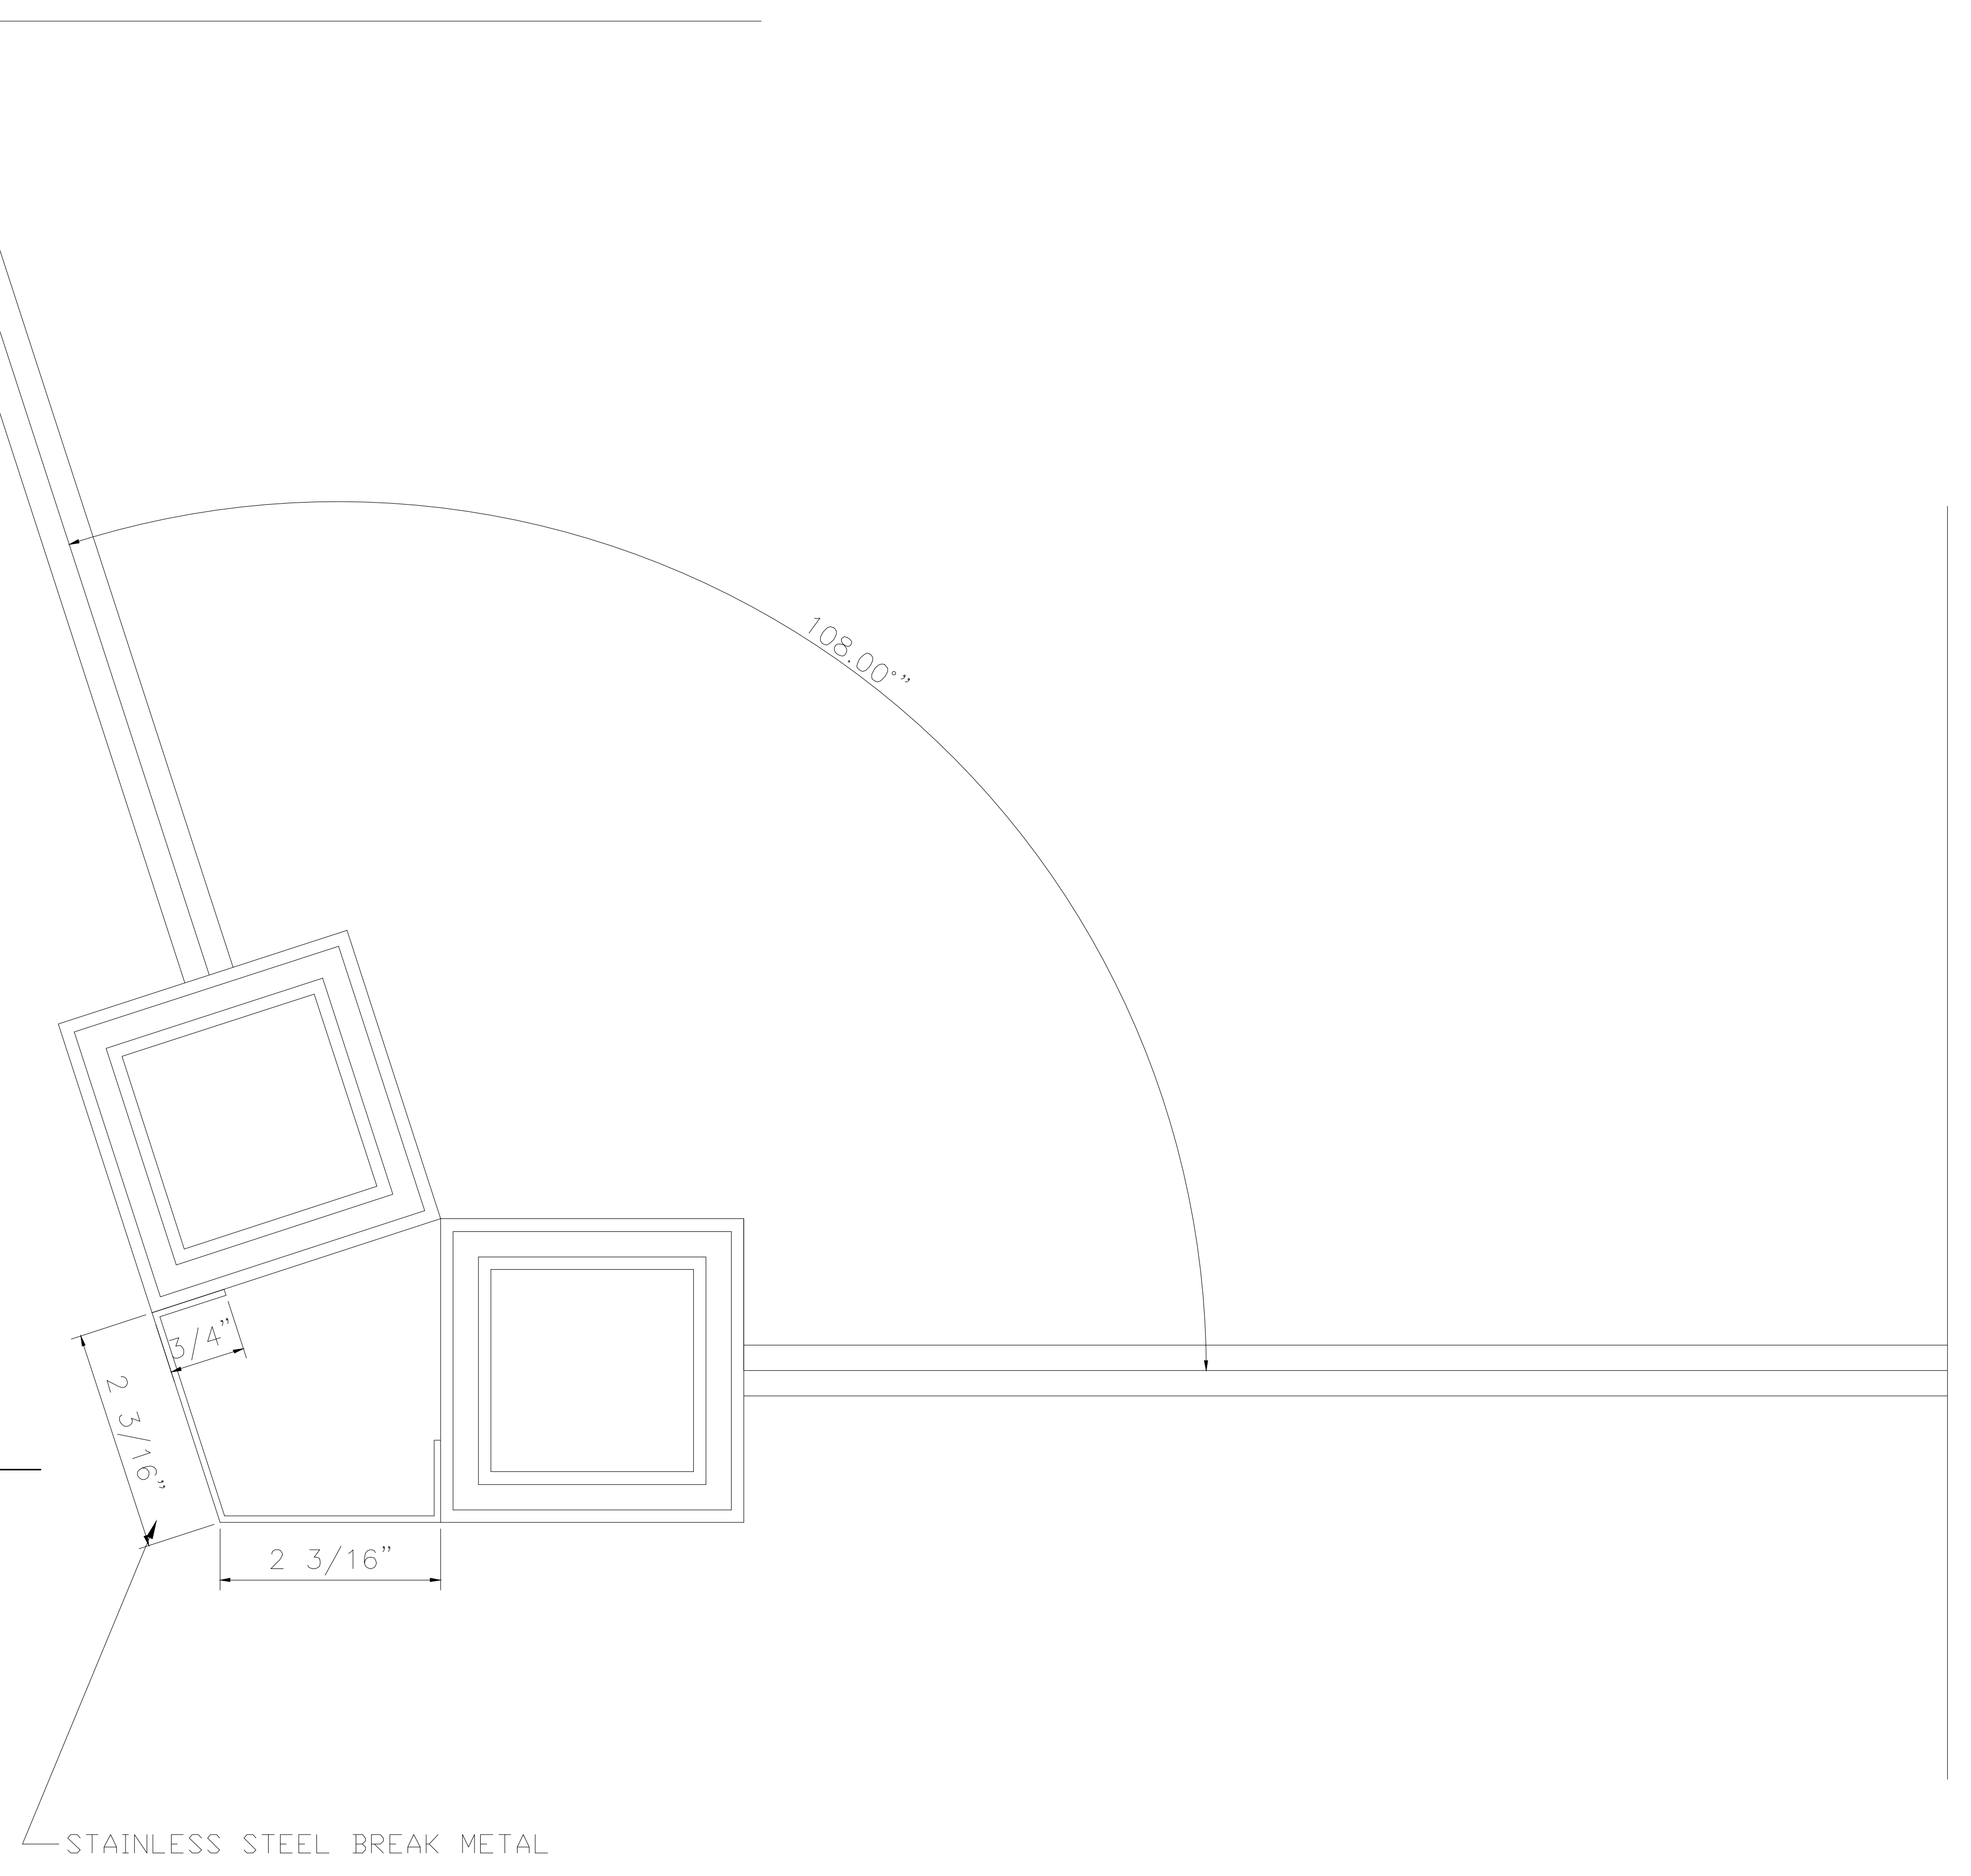 108.00°”
3/4”
2 3/16”
2 3/16”
STAINLESS STEEL BREAK METAL